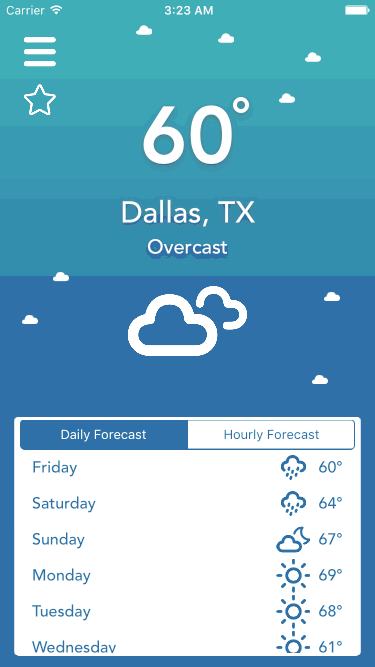 Carrier 3:23 AM
60°
Dallas, TX
Overcast
Daily Forecast Hourly Forecast
Friday 60°
Saturday 64°
Sunday 67°
Monday 69°
Tuesday 68°
Wednesday 61°